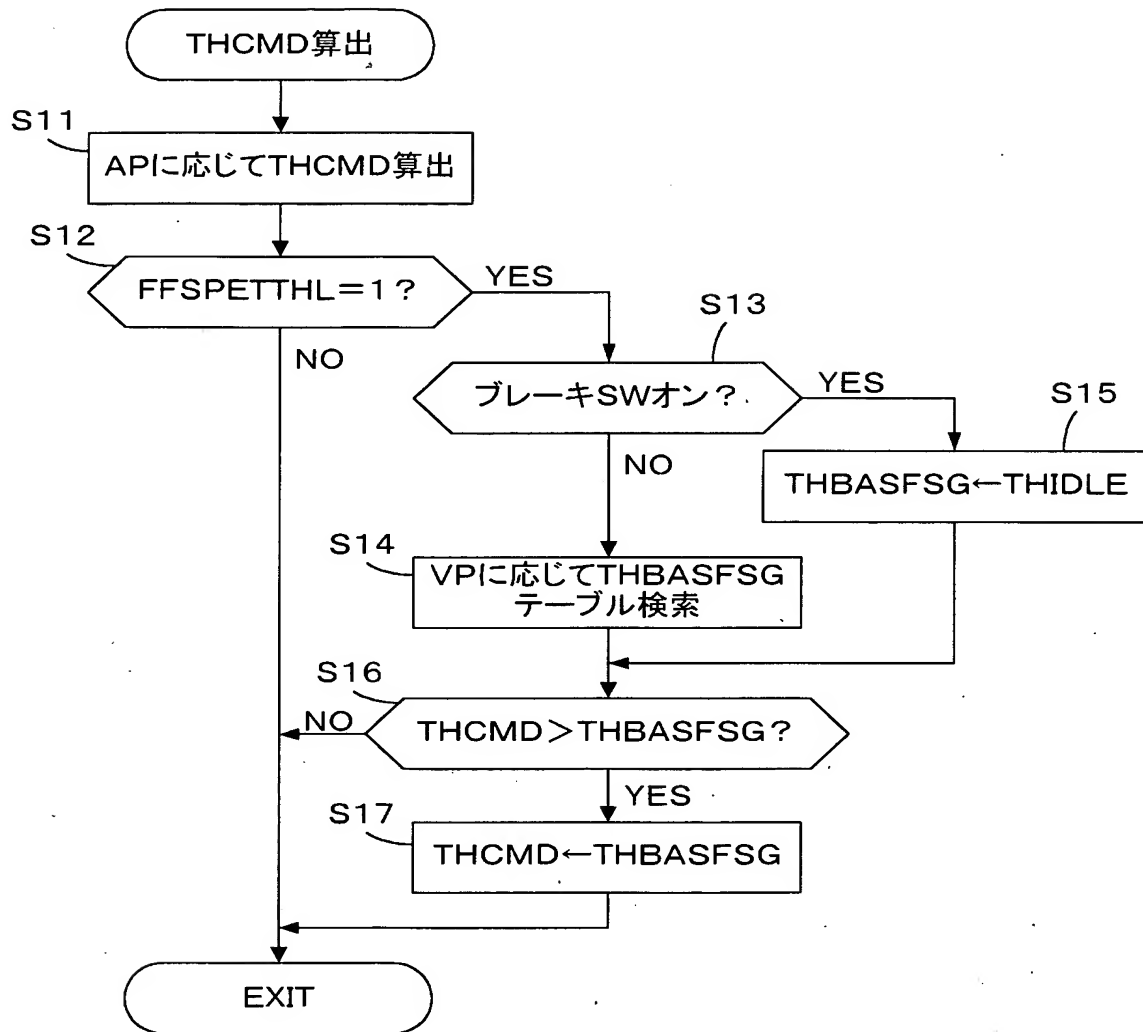 THCMD算出
S11
APに応じてTHCMD算出
S12
FFSPETTHL=1?
YES
NO
S13
ブレーキSWオン?
YES
NO
S15
THBASFSG←THIDLE
S14
VPに応じてTHBASFSG
テーブル検索
S16
NO
THCMD>THBASFSG?
YES
S17
THCMD←THBASFSG
EXIT